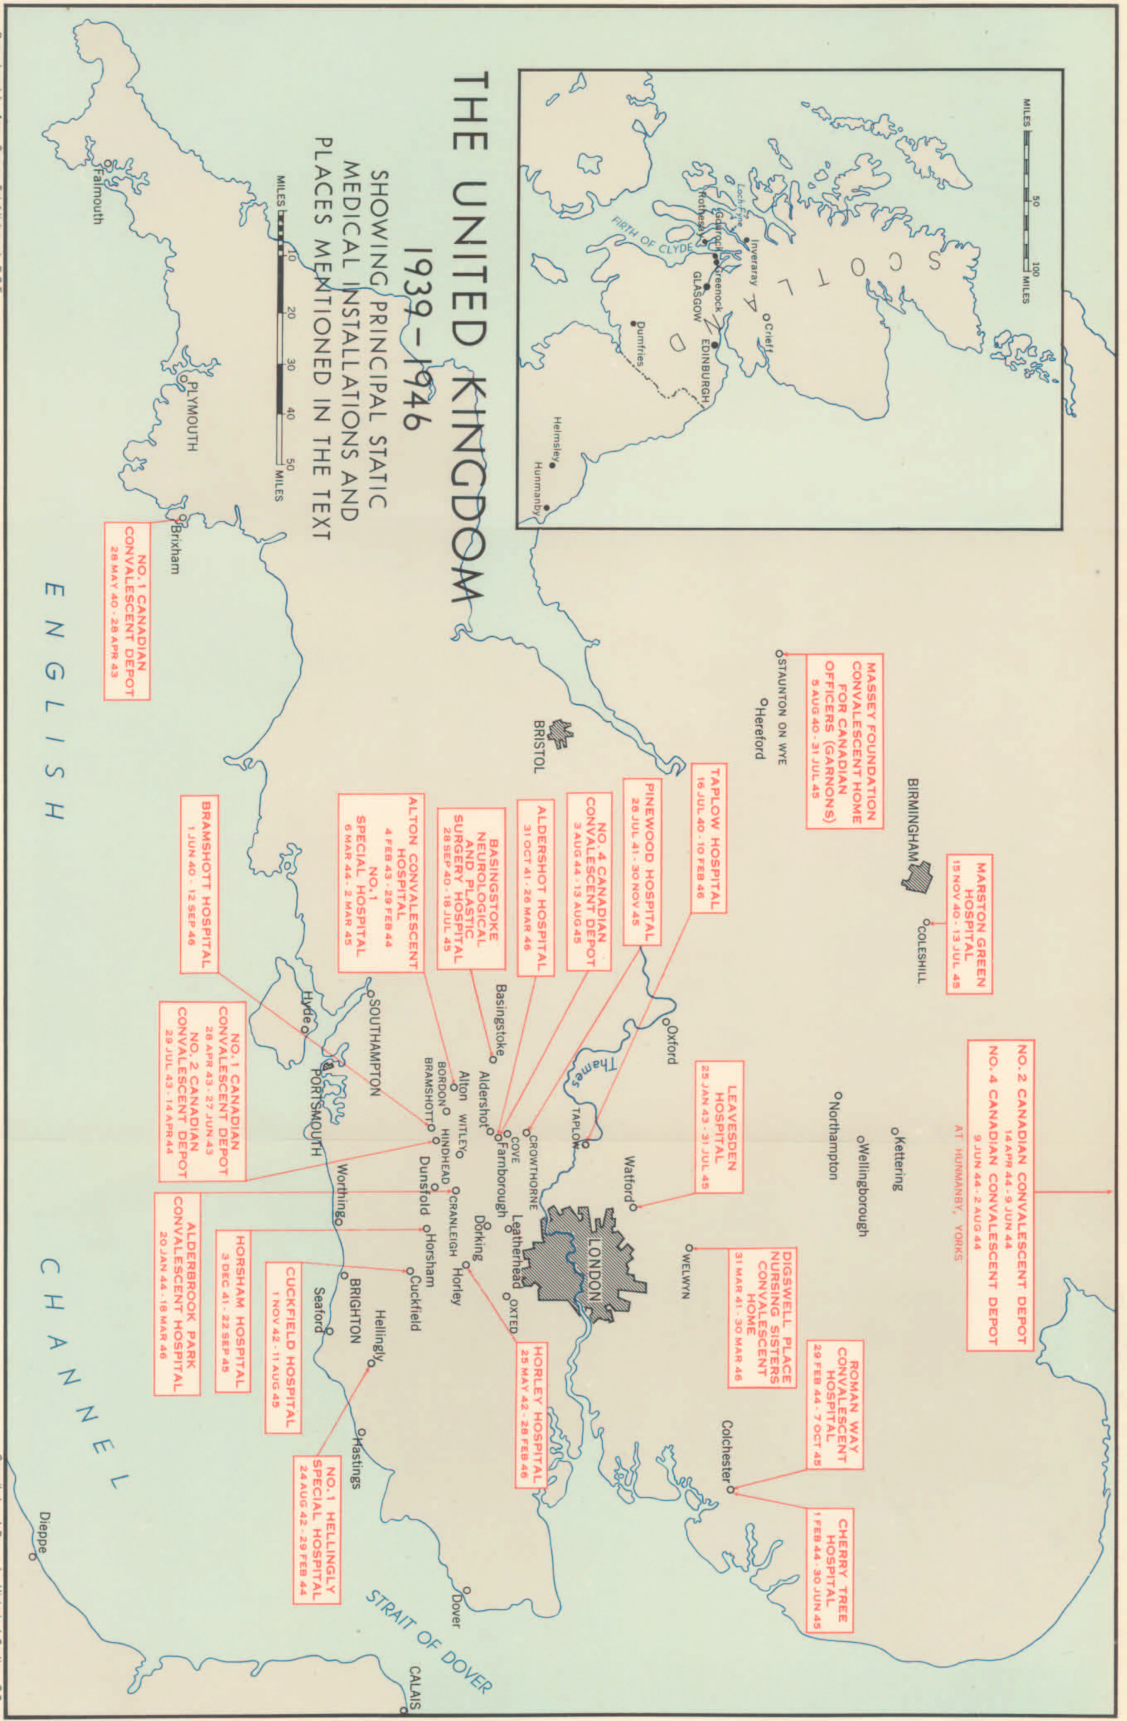 THE UNITED KINGDOM
1939–1946
SHOWING PRINCIPAL STATIC
MEDICAL INSTALLATIONS AND
PLACES MENTIONED IN THE TEXT
MILES 10 20 30 40 50 MILES
MILES 50 100 MILES
SCOTLAND
Loch Fyne
Inveraray
Crieff
Rothesay
Gourock
Greenock
GLASGOW
EDINBURGH
FIRTH OF CLYDE
Dumfries
Helmsley
Hunmanby
NO. 2 CANADIAN CONVALESCENT DEPOT
14 APR 44 - 9 JUN 44
NO. 4 CANADIAN CONVALESCENT DEPOT
9 JUN 44 - 2 AUG 44
AT HUNMANBY, YORKS
MARSTON GREEN
HOSPITAL
15 NOV 40 - 13 JUL 45
BIRMINGHAM
COLESHILL
MASSEY FOUNDATION
CONVALESCENT HOME
FOR CANADIAN
OFFICERS (GARNONS)
5 AUG 40 - 31 JUL 45
STAUNTON ON WYE
Hereford
Kettering
Wellingborough
Northampton
ROMAN WAY
CONVALESCENT
HOSPITAL
29 FEB 44 - 7 OCT 45
CHERRY TREE
HOSPITAL
1 FEB 44 - 30 JUN 45
Colchester
DIGSWELL PLACE
NURSING SISTERS
CONVALESCENT
HOME
31 MAR 41 - 30 MAR 46
WELWYN
LEAVESDEN
HOSPITAL
25 JAN 43 - 31 JUL 45
Watford
TAPLOW HOSPITAL
16 JUL 40 - 10 FEB 46
PINEWOOD HOSPITAL
28 JUL 41 - 30 NOV 45
NO. 4 CANADIAN
CONVALESCENT DEPOT
3 AUG 44 - 13 AUG 45
ALDERSHOT HOSPITAL
31 OCT 41 - 26 MAR 46
BASINGSTOKE
NEUROLOGICAL
AND PLASTIC
SURGERY HOSPITAL
28 SEP 40 - 18 JUL 45
ALTON CONVALESCENT
HOSPITAL
4 FEB 43 - 29 FEB 44
NO. 1
SPECIAL HOSPITAL
6 MAR 44 - 2 MAR 45
BRISTOL
Oxford
Thames
TAPLOW
LONDON
CROWTHORNE
COVE
Farnborough
Basingstoke
Aldershot
Leatherhead
OXTED
Dorking
Alton
WITLEY
CRANLEIGH
Horley
BORDON
HINDHEAD
BRAMSHOTT
Dunsfold
Horsham
Cuckfield
HORLEY HOSPITAL
25 MAY 42 - 28 FEB 46
SOUTHAMPTON
Hyde
PORTSMOUTH
Worthing
BRIGHTON
Seaford
Hellingly
Hastings
Dover
STRAIT OF DOVER
CALAIS
Dieppe
BRAMSHOTT HOSPITAL
1 JUN 40 - 12 SEP 46
NO. 1 CANADIAN
CONVALESCENT DEPOT
28 APR 43 - 27 JUN 43
NO. 2 CANADIAN
CONVALESCENT DEPOT
29 JUL 43 - 14 APR 44
ALDERBROOK PARK
CONVALESCENT HOSPITAL
20 JAN 44 - 18 MAR 46
HORSHAM HOSPITAL
3 DEC 41 - 22 SEP 45
CUCKFIELD HOSPITAL
1 NOV 42 - 11 AUG 45
NO. 1 HELLINGLY
SPECIAL HOSPITAL
24 AUG 42 - 29 FEB 44
Falmouth
PLYMOUTH
Brixham
NO. 1 CANADIAN
CONVALESCENT DEPOT
28 MAY 40 - 28 APR 43
ENGLISH CHANNEL